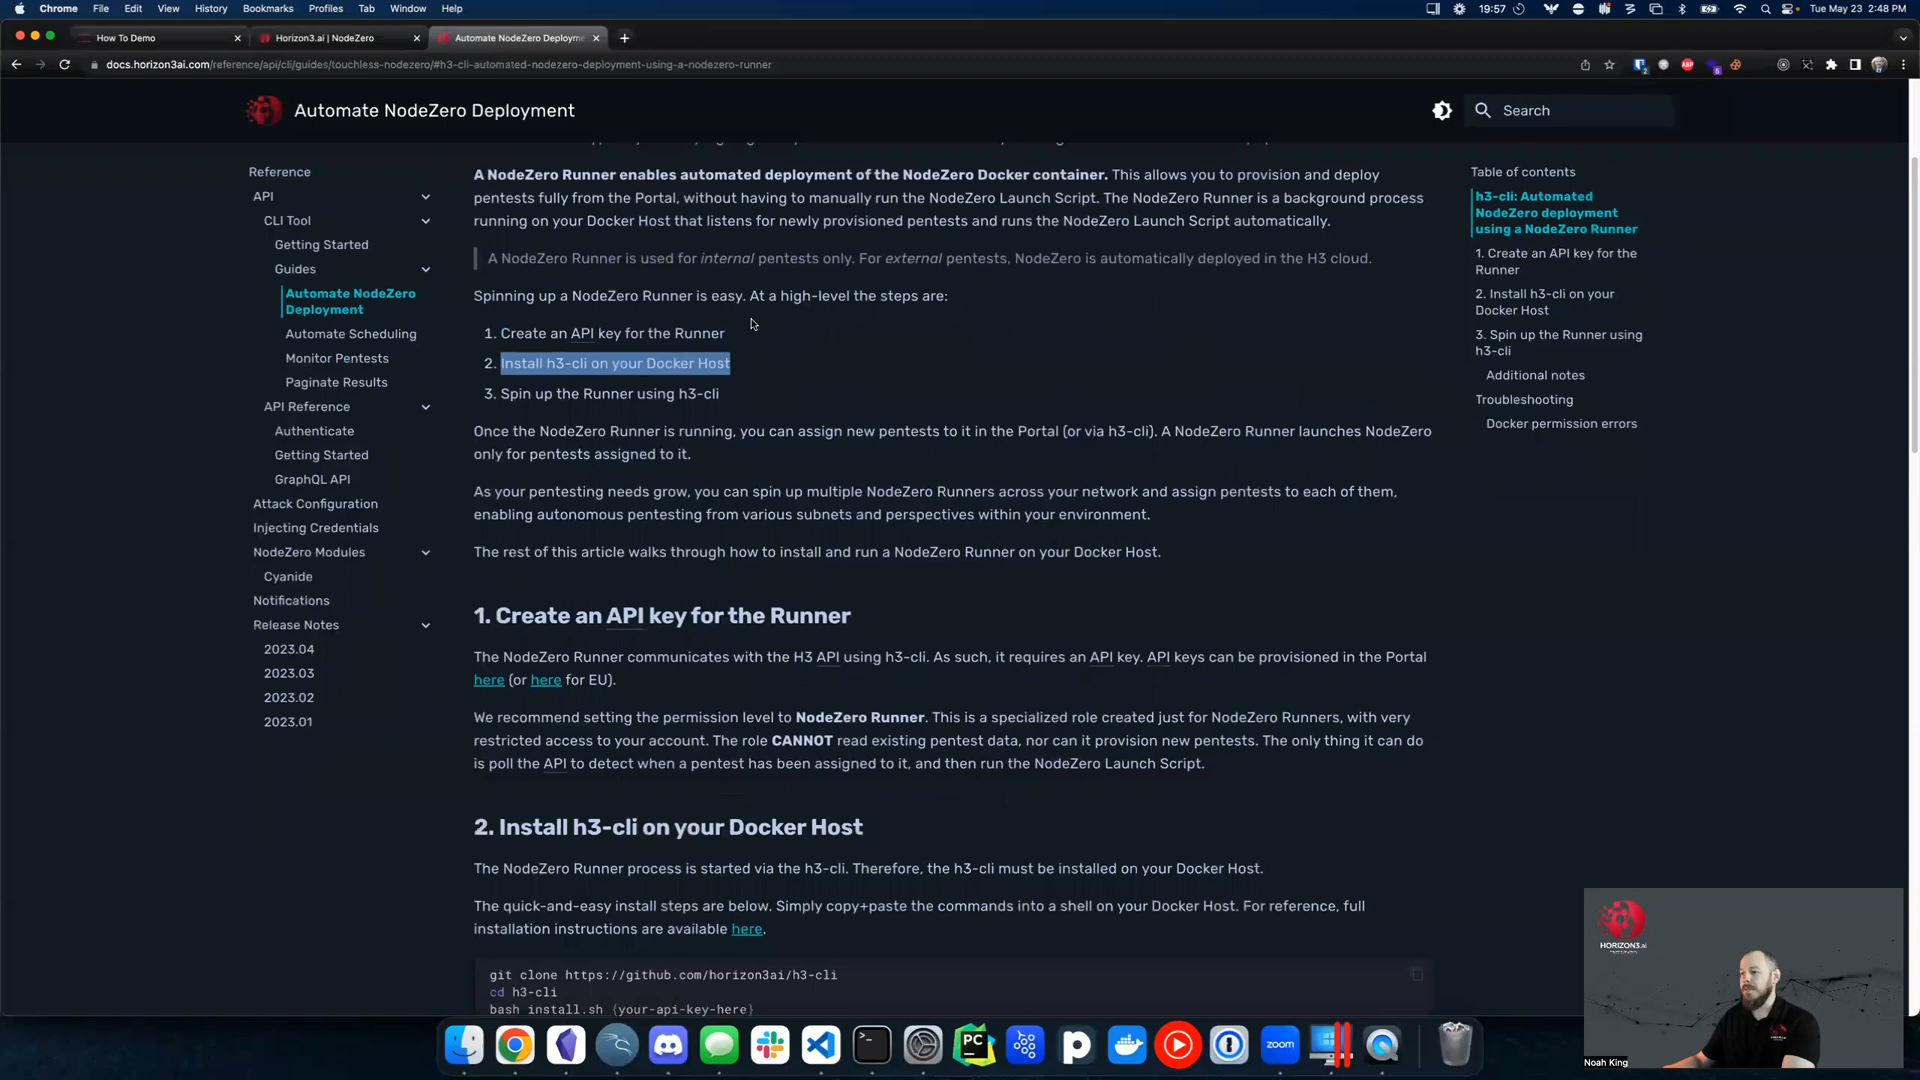 Chrome File Edit View History Bookmarks Profiles Tab Window Help
19:57 Tue May 23 2:48 PM
How To Demo
Horizon3.ai | NodeZero
Automate NodeZero Deploym
docs.horizon3ai.com/reference/api/cli/guides/touchless-nodezero/#h3-cli-automated-nodezero-deployment-using-a-nodezero-runner
Automate NodeZero Deployment
Search
Reference
API
CLI Tool
Getting Started
Guides
Automate NodeZero
Deployment
Automate Scheduling
Monitor Pentests
Paginate Results
API Reference
Authenticate
Getting Started
GraphQL API
Attack Configuration
Injecting Credentials
NodeZero Modules
Cyanide
Notifications
Release Notes
2023.04
2023.03
2023.02
2023.01
A NodeZero Runner enables automated deployment of the NodeZero Docker container. This allows you to provision and deploy
pentests fully from the Portal, without having to manually run the NodeZero Launch Script. The NodeZero Runner is a background process
running on your Docker Host that listens for newly provisioned pentests and runs the NodeZero Launch Script automatically.
A NodeZero Runner is used for internal pentests only. For external pentests, NodeZero is automatically deployed in the H3 cloud.
Spinning up a NodeZero Runner is easy. At a high-level the steps are:
1. Create an API key for the Runner
2. Install h3-cli on your Docker Host
3. Spin up the Runner using h3-cli
Once the NodeZero Runner is running, you can assign new pentests to it in the Portal (or via h3-cli). A NodeZero Runner launches NodeZero
only for pentests assigned to it.
As your pentesting needs grow, you can spin up multiple NodeZero Runners across your network and assign pentests to each of them,
enabling autonomous pentesting from various subnets and perspectives within your environment.
The rest of this article walks through how to install and run a NodeZero Runner on your Docker Host.
1. Create an API key for the Runner
The NodeZero Runner communicates with the H3 API using h3-cli. As such, it requires an API key. API keys can be provisioned in the Portal
here (or here for EU).
We recommend setting the permission level to NodeZero Runner. This is a specialized role created just for NodeZero Runners, with very
restricted access to your account. The role CANNOT read existing pentest data, nor can it provision new pentests. The only thing it can do
is poll the API to detect when a pentest has been assigned to it, and then run the NodeZero Launch Script.
2. Install h3-cli on your Docker Host
The NodeZero Runner process is started via the h3-cli. Therefore, the h3-cli must be installed on your Docker Host.
The quick-and-easy install steps are below. Simply copy+paste the commands into a shell on your Docker Host. For reference, full
installation instructions are available here.
git clone https://github.com/horizon3ai/h3-cli
cd h3-cli
bash install.sh {your-api-key-here}
Table of contents
h3-cli: Automated
NodeZero deployment
using a NodeZero Runner
1. Create an API key for the
Runner
2. Install h3-cli on your
Docker Host
3. Spin up the Runner using
h3-cli
Additional notes
Troubleshooting
Docker permission errors
HORIZON3.ai
Noah King
PC
zoom